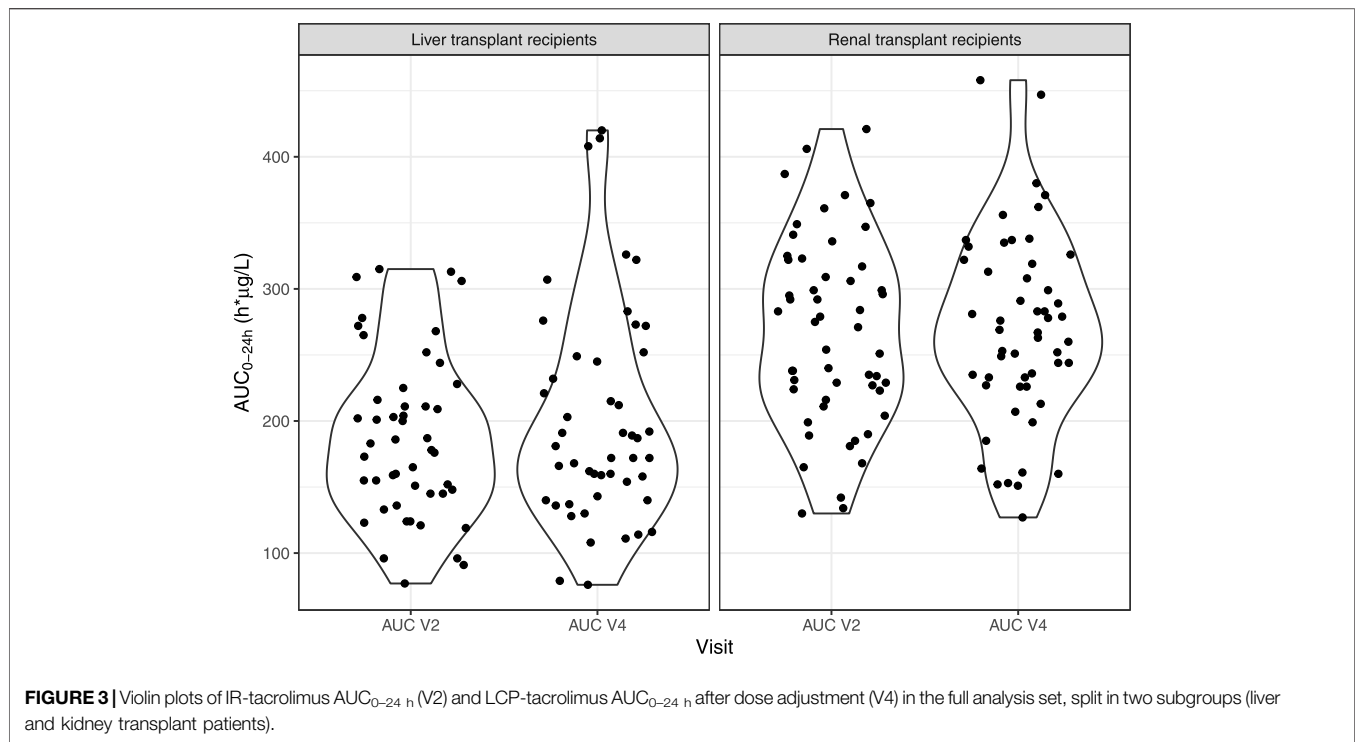 Liver transplant recipients
Renal transplant recipients
400
300
200
100
AUC0–24h (h*µg/L)
AUC V2
AUC V4
AUC V2
AUC V4
Visit
FIGURE 3 | Violin plots of IR-tacrolimus AUC0–24 h (V2) and LCP-tacrolimus AUC0–24 h after dose adjustment (V4) in the full analysis set, split in two subgroups (liver
and kidney transplant patients).